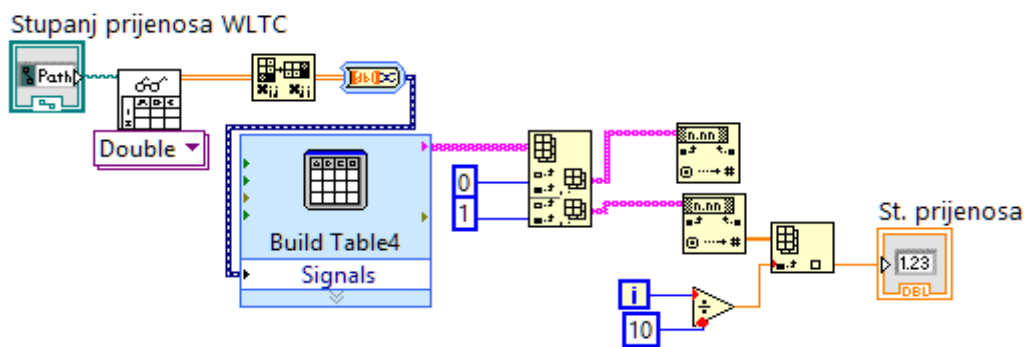 Stupanj prijenosa WLTC
Path
Double
Build Table4
Signals
0
1
n.nn
n.nn
St. prijenosa
1.23
DBL
i
10